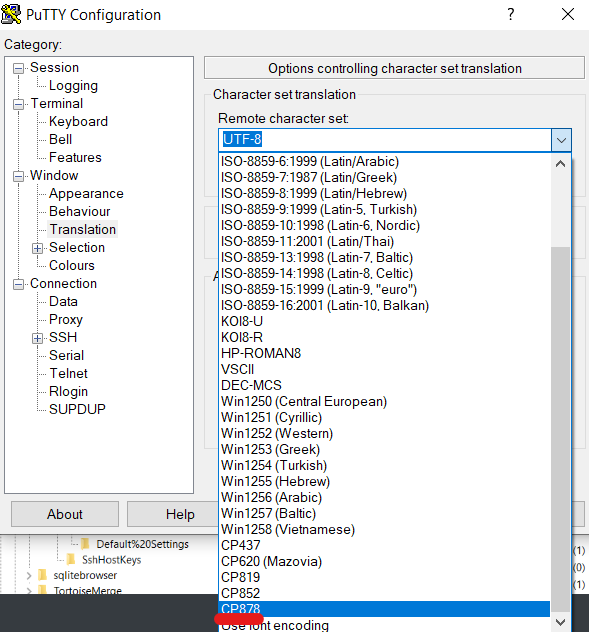 PuTTY Configuration
?
Category:
Session
Logging
Terminal
Keyboard
Bell
Features
Window
Appearance
Behaviour
Translation
Selection
Colours
Connection
Data
Proxy
SSH
Serial
Telnet
Rlogin
SUPDUP
Options controlling character set translation
Character set translation
Remote character set:
UTF-8
ISO-8859-6:1999 (Latin/Arabic)
ISO-8859-7:1987 (Latin/Greek)
ISO-8859-8:1999 (Latin/Hebrew)
ISO-8859-9:1999 (Latin-5, Turkish)
ISO-8859-10:1998 (Latin-6, Nordic)
ISO-8859-11:2001 (Latin/Thai)
ISO-8859-13:1998 (Latin-7, Baltic)
ISO-8859-14:1998 (Latin-8, Celtic)
ISO-8859-15:1999 (Latin-9, "euro")
ISO-8859-16:2001 (Latin-10, Balkan)
KOI8-U
KOI8-R
HP-ROMAN8
VSCII
DEC-MCS
Win1250 (Central European)
Win1251 (Cyrillic)
Win1252 (Western)
Win1253 (Greek)
Win1254 (Turkish)
Win1255 (Hebrew)
Win1256 (Arabic)
Win1257 (Baltic)
Win1258 (Vietnamese)
CP437
CP620 (Mazovia)
CP819
CP852
CP878
Use font encoding
About
Help
Default%20Settings
SshHostKeys
sqlitebrowser
TortoiseMerge
(1)
(0)
(1)